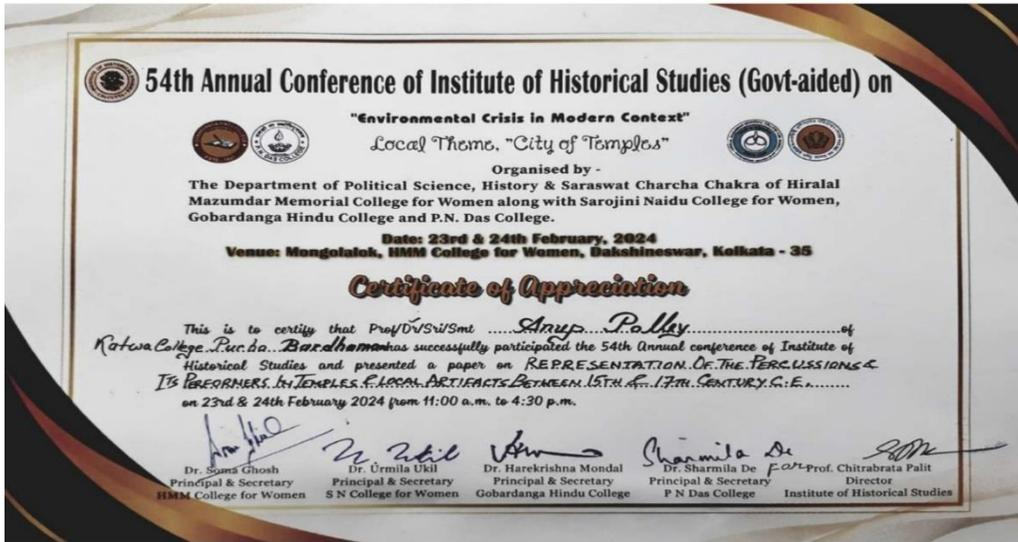 54th Annual Conference of Institute of Historical Studies (Govt-aided) on
"Environmental Crisis in Modern Context"
Local Theme, "City of Temples"
Organised by -
The Department of Political Science, History & Saraswat Charcha Chakra of Hiralal
Mazumdar Memorial College for Women along with Sarojini Naidu College for Women,
Gobardanga Hindu College and P.N. Das College.
Date: 23rd & 24th February, 2024
Venue: Mongolalok, HMM College for Women, Dakshineswar, Kolkata - 35
Certificate of Appreciation
This is to certify that Prof/Dr/Sri/Smt ......Anup Palley......of
Katwa College Purba Bardhaman has successfully participated the 54th Annual conference of Institute of
Historical Studies and presented a paper on REPRESENTATION OF THE PERCUSSIONS &
ITS PERFORMERS IN TEMPLES & LOCAL ARTIFACTS BETWEEN 15TH & 17TH CENTURY C.E.
on 23rd & 24th February 2024 from 11:00 a.m. to 4:30 p.m.
Sharmila De
For
Dr. Soma Ghosh
Principal & Secretary
HMM College for Women
Dr. Urmila Ukil
Principal & Secretary
S N College for Women
Dr. Harekrishna Mondal
Principal & Secretary
Gobardanga Hindu College
Dr. Sharmila De
Principal & Secretary
P N Das College
Prof. Chitrabrata Palit
Director
Institute of Historical Studies